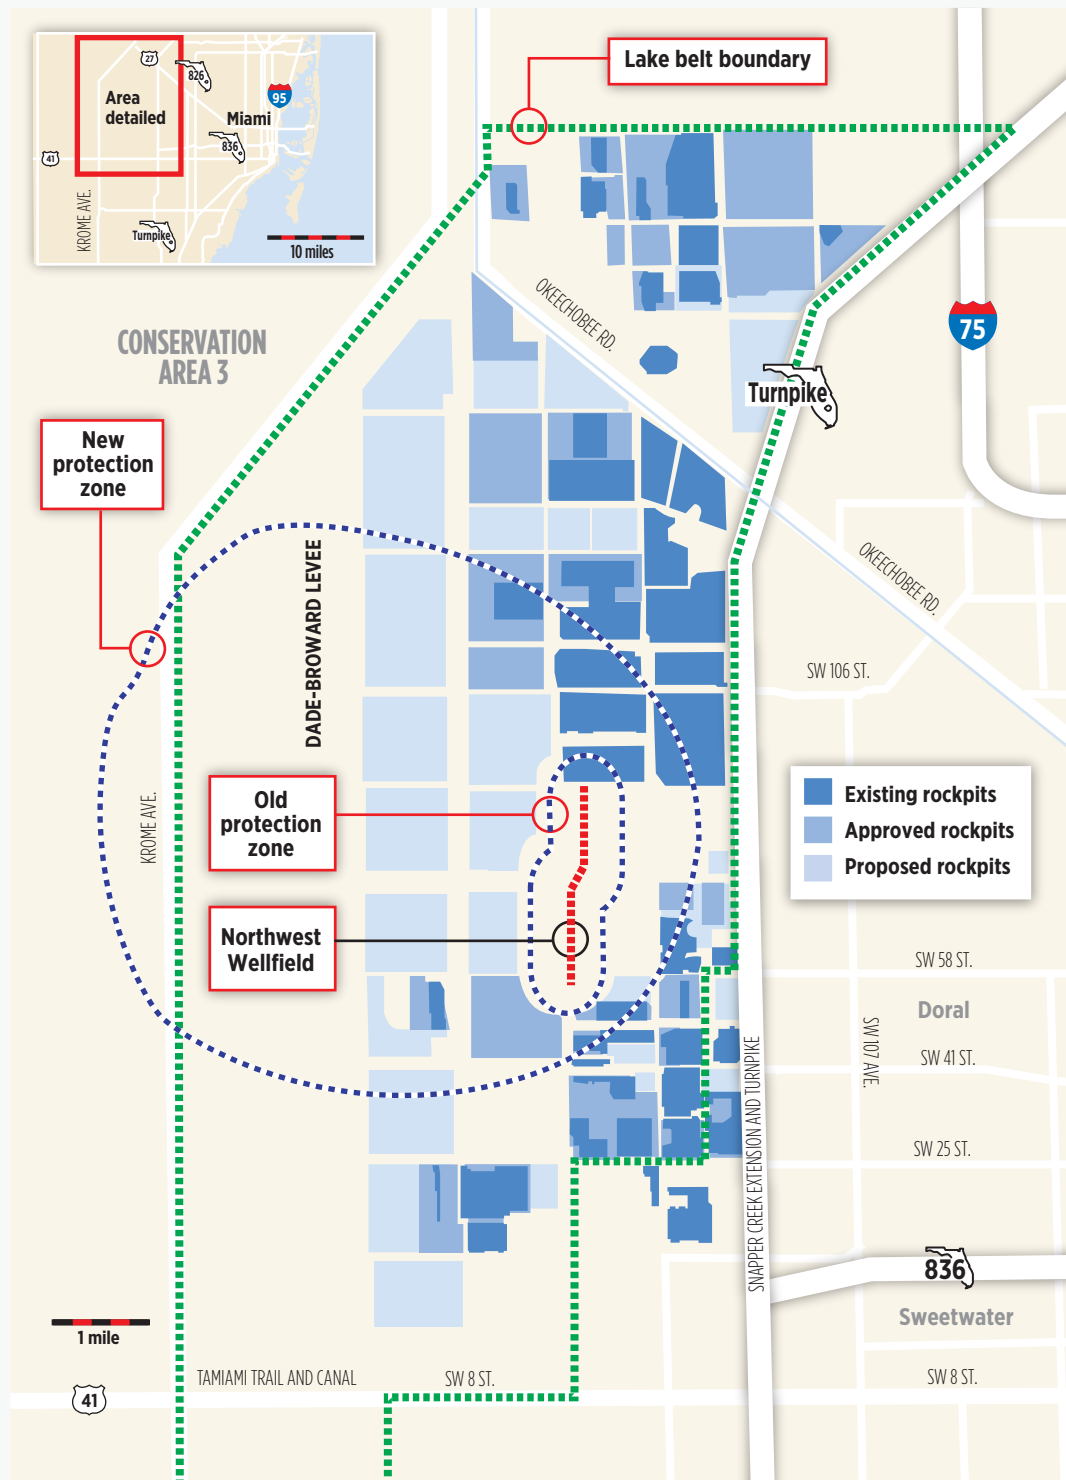 27
826
95
Area
detailed
Miami
836
41
KROME AVE.
Turnpike
10 miles
Lake belt boundary
CONSERVATION
AREA 3
OKEECHOBEE RD.
75
Turnpike
New
protection
zone
DADE-BROWARD LEVEE
OKEECHOBEE RD.
SW 106 ST.
KROME AVE.
Old
protection
zone
Existing rockpits
Approved rockpits
Proposed rockpits
Northwest
Wellfield
SW 58 ST.
Doral
SW 107 AVE.
SW 41 ST.
SNAPPER CREEK EXTENSION AND TURNPIKE
SW 25 ST.
836
Sweetwater
1 mile
TAMIAMI TRAIL AND CANAL
SW 8 ST.
SW 8 ST.
41